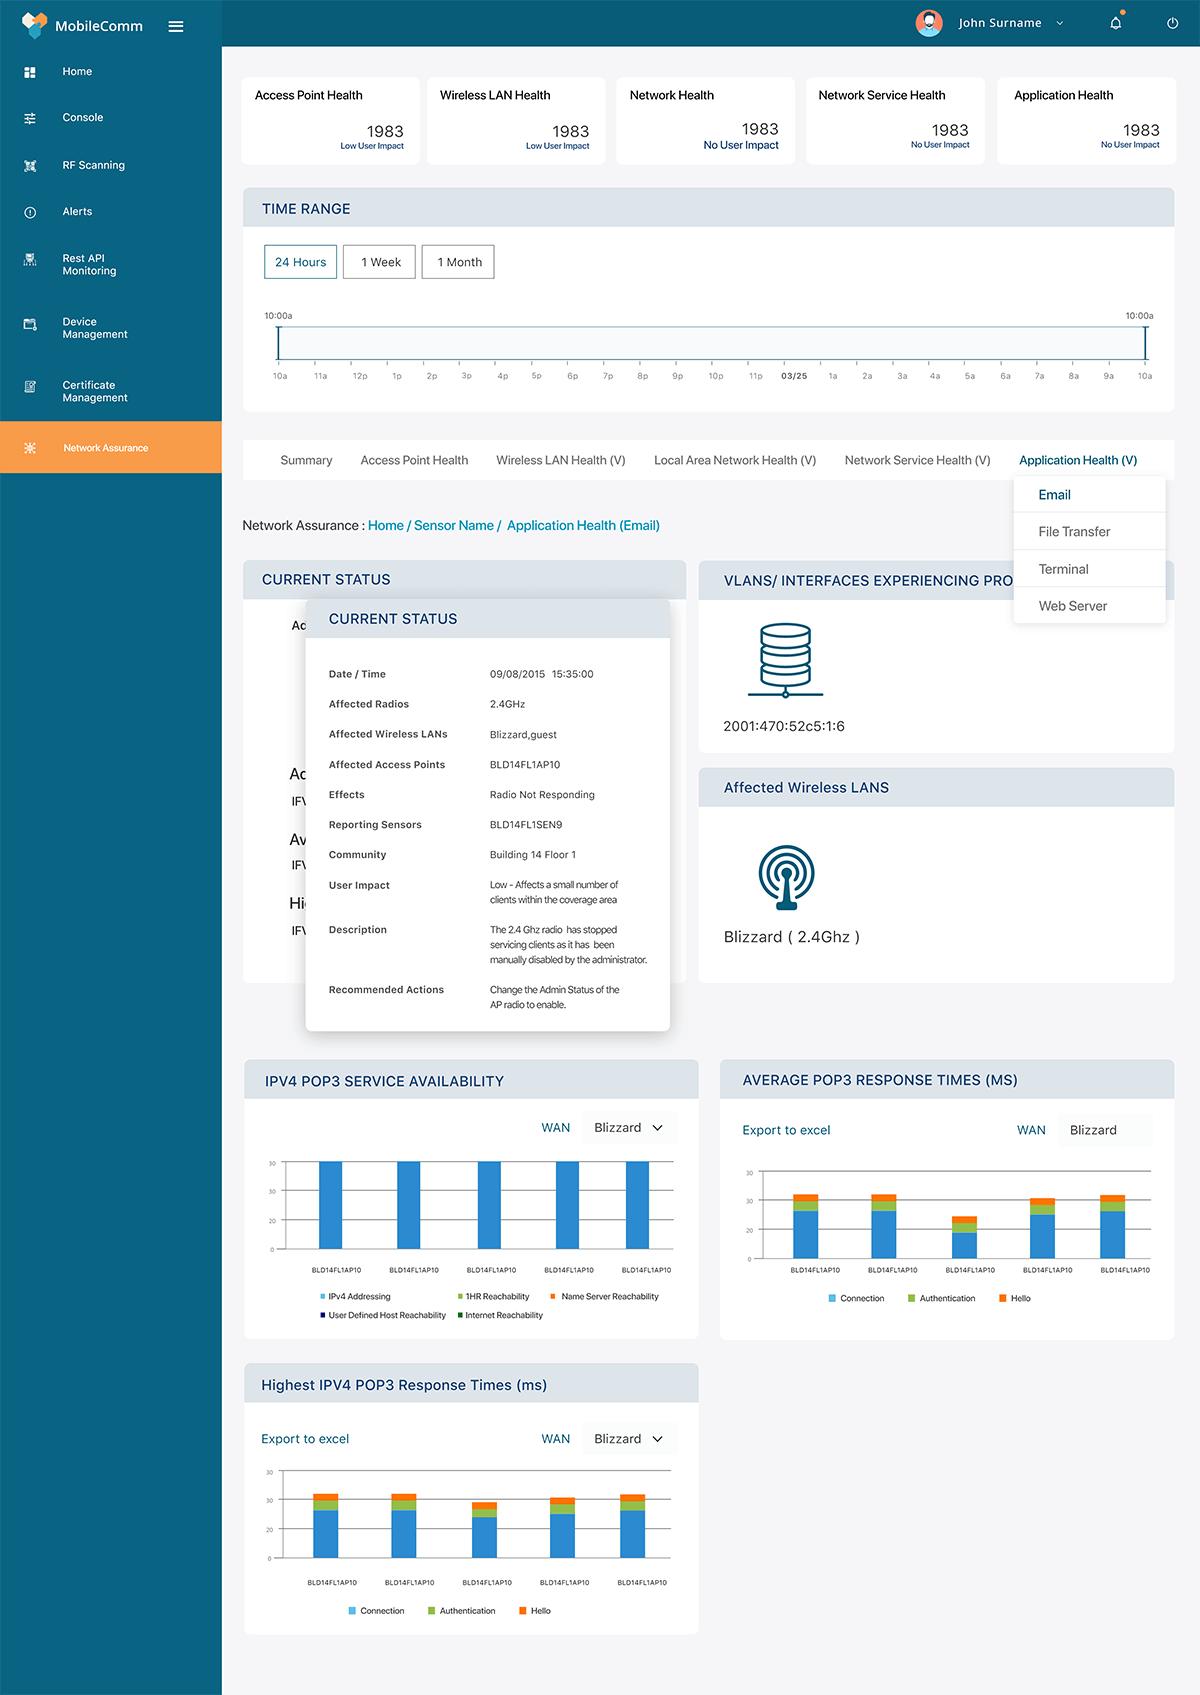 MobileComm
John Surname
Home
Console
RF Scanning
Alerts
Rest API
Monitoring
Device
Management
Certificate
Management
Network Assurance
Access Point Health
1983
Low User Impact
Wireless LAN Health
1983
Low User Impact
Network Health
1983
No User Impact
Network Service Health
1983
No User Impact
Application Health
1983
No User Impact
TIME RANGE
24 Hours
1 Week
1 Month
10:00a 10:00a
10a 11a 12p 1p 2p 3p 4p 5p 6p 7p 8p 9p 10p 11p 03/25 1a 2a 3a 4a 5a 6a 7a 8a 9a 10a
Summary Access Point Health Wireless LAN Health (V) Local Area Network Health (V) Network Service Health (V) Application Health (V)
Email
File Transfer
Terminal
Web Server
Network Assurance : Home / Sensor Name / Application Health (Email)
CURRENT STATUS
Ad
Ad
IFV
Av
IFV
Hi
IFV
CURRENT STATUS
Date / Time 09/08/2015 15:35:00
Affected Radios 2.4GHz
Affected Wireless LANs Blizzard,guest
Affected Access Points BLD14FL1AP10
Effects Radio Not Responding
Reporting Sensors BLD14FL1SEN9
Community Building 14 Floor 1
User Impact Low - Affects a small number of
clients within the coverage area
Description The 2.4 Ghz radio has stopped
servicing clients as it has been
manually disabled by the administrator.
Recommended Actions Change the Admin Status of the
AP radio to enable.
VLANS/ INTERFACES EXPERIENCING PRO
2001:470:52c5:1:6
Affected Wireless LANS
Blizzard ( 2.4Ghz )
IPV4 POP3 SERVICE AVAILABILITY
WAN Blizzard
30
30
20
0
BLD14FL1AP10 BLD14FL1AP10 BLD14FL1AP10 BLD14FL1AP10 BLD14FL1AP10
IPv4 Addressing 1HR Reachability Name Server Reachability
User Defined Host Reachability Internet Reachability
AVERAGE POP3 RESPONSE TIMES (MS)
Export to excel WAN Blizzard
30
30
20
0
BLD14FL1AP10 BLD14FL1AP10 BLD14FL1AP10 BLD14FL1AP10 BLD14FL1AP10
Connection Authentication Hello
Highest IPV4 POP3 Response Times (ms)
Export to excel WAN Blizzard
30
30
20
0
BLD14FL1AP10 BLD14FL1AP10 BLD14FL1AP10 BLD14FL1AP10 BLD14FL1AP10
Connection Authentication Hello